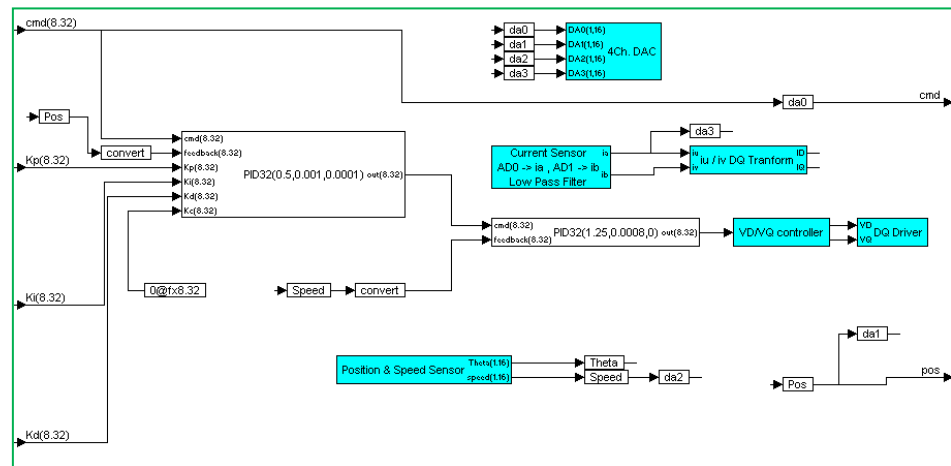 cmd(8.32)
da0
da1
da2
da3
DA0(1,16)
DA1(1,16)
DA2(1,16)
DA3(1,16)
4Ch. DAC
da0
cmd
Pos
convert
Kp(8.32)
cmd(8.32)
feedback(8.32)
Kp(8.32)
Ki(8.32)
Kd(8.32)
Kc(8.32)
PID32(0.5,0.001,0.0001)
out(8.32)
da3
Current Sensor
AD0 -> ia , AD1 -> ib
Low Pass Filter
ia
ib
iu
iv
iu / iv DQ Tranform
ID
IQ
cmd(8.32)
feedback(8.32)
PID32(1.25,0.0008,0)
out(8.32)
VD/VQ controller
VD
VQ
DQ Driver
0@fx8.32
Speed
convert
Ki(8.32)
da1
Position & Speed Sensor
Theta(1.16)
speed(1.16)
Theta
Speed
da2
Pos
pos
Kd(8.32)